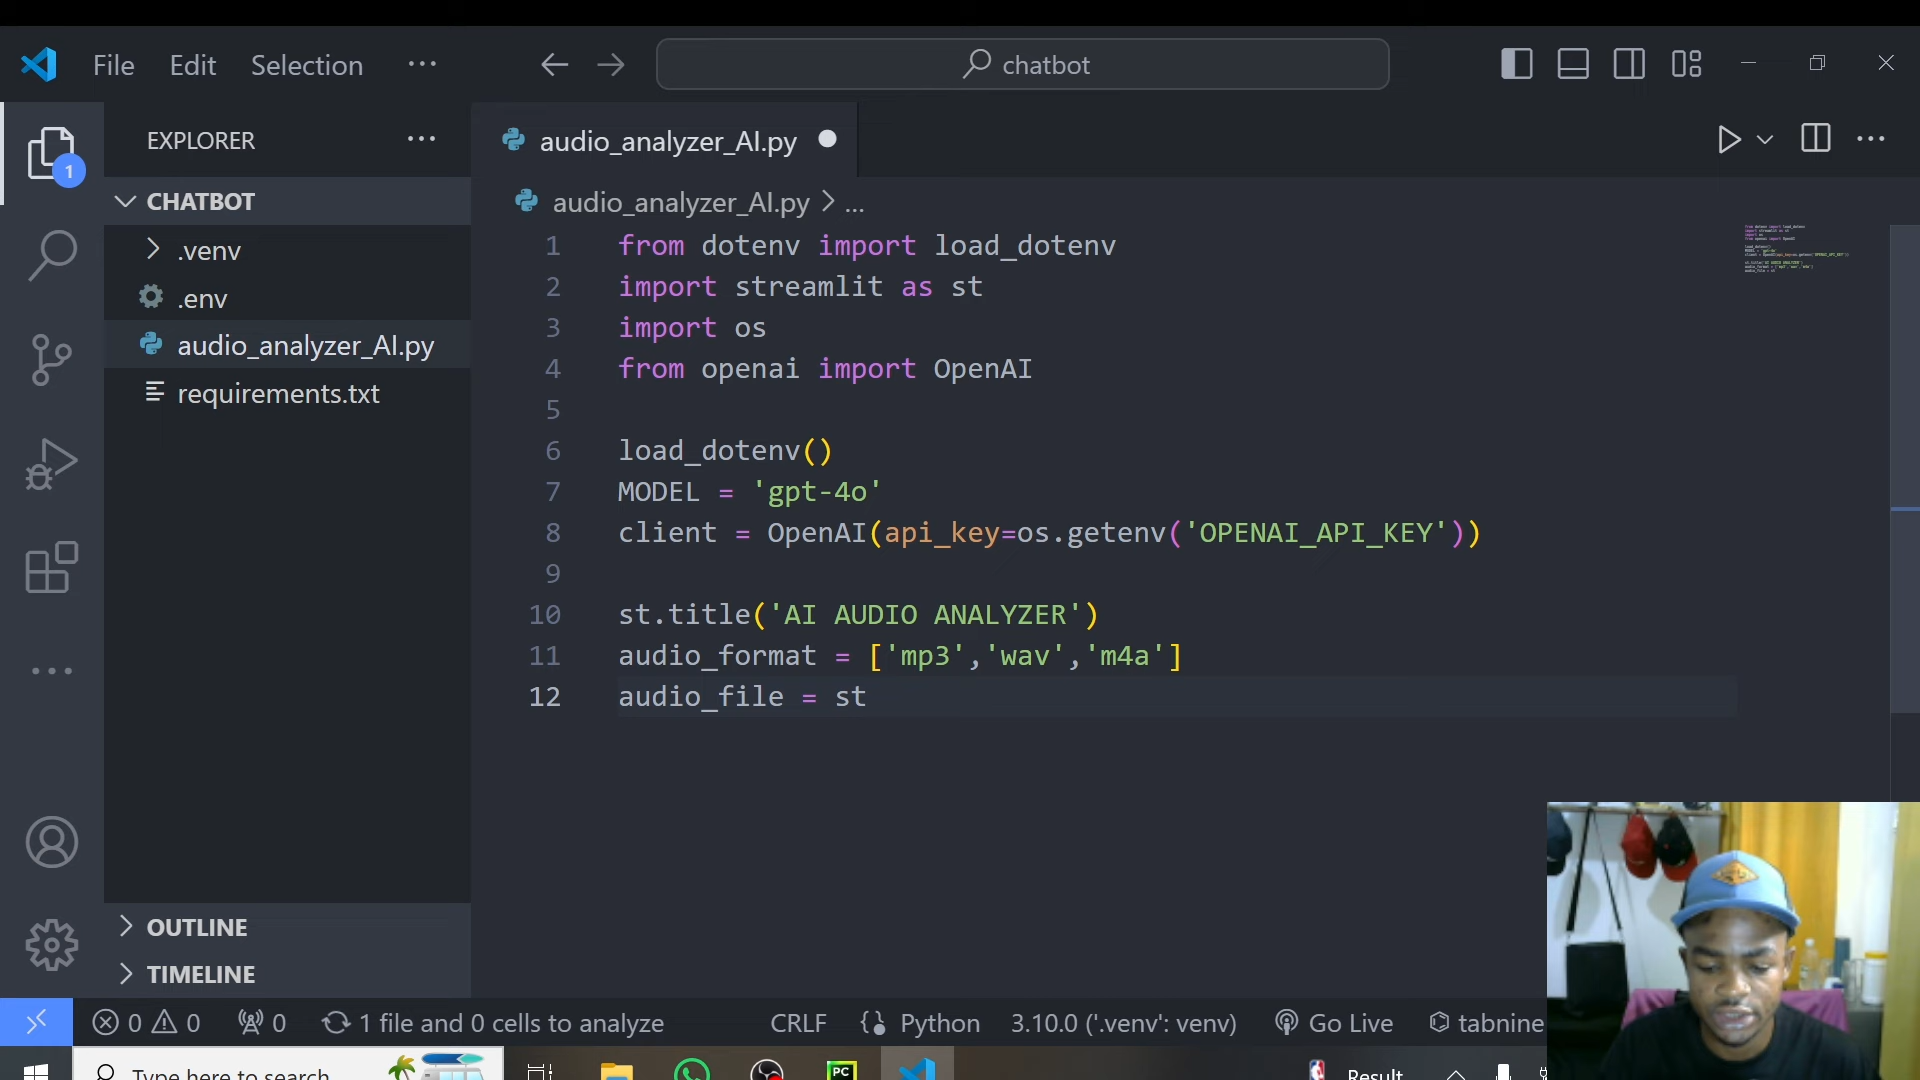 File Edit Selection ···
chatbot
EXPLORER ···
1
CHATBOT
.venv
.env
audio_analyzer_AI.py
requirements.txt
OUTLINE
TIMELINE
audio_analyzer_AI.py
audio_analyzer_AI.py > ...
1 from dotenv import load_dotenv
2 import streamlit as st
3 import os
4 from openai import OpenAI
5
6 load_dotenv()
7 MODEL = 'gpt-4o'
8 client = OpenAI(api_key=os.getenv('OPENAI_API_KEY'))
9
10 st.title('AI AUDIO ANALYZER')
11 audio_format = ['mp3','wav','m4a']
12 audio_file = st
0 0 0 1 file and 0 cells to analyze CRLF {} Python 3.10.0 ('.venv': venv) Go Live tabnine
Type here to search PC Result